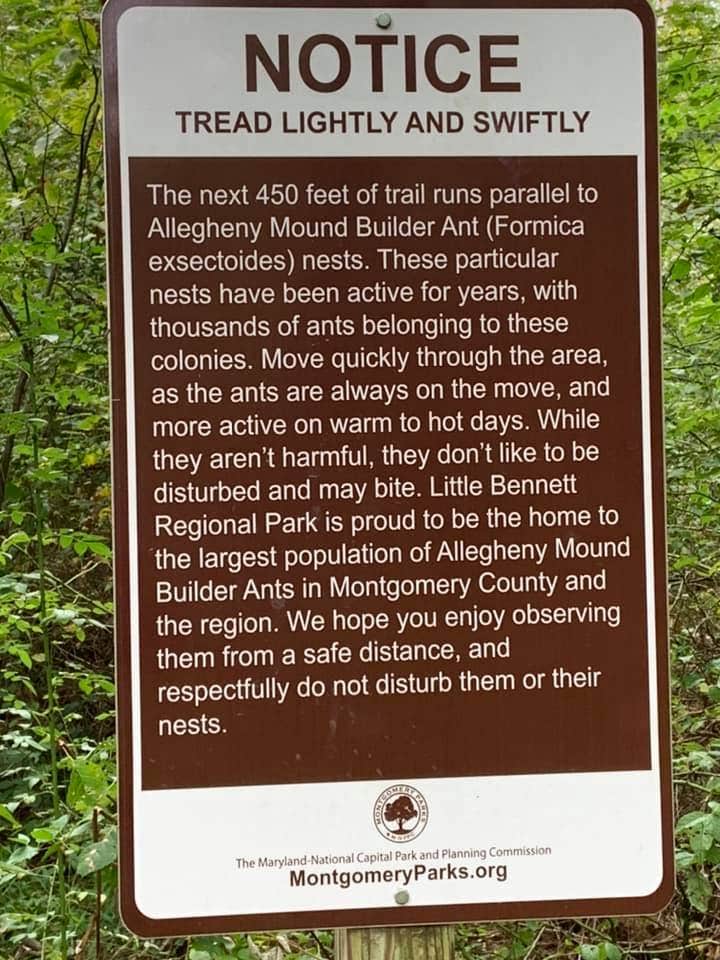 NOTICE
TREAD LIGHTLY AND SWIFTLY
The next 450 feet of trail runs parallel to
Allegheny Mound Builder Ant (Formica
exsectoides) nests. These particular
nests have been active for years, with
thousands of ants belonging to these
colonies. Move quickly through the area,
as the ants are always on the move, and
more active on warm to hot days. While
they aren't harmful, they don't like to be
disturbed and may bite. Little Bennett
Regional Park is proud to be the home to
the largest population of Allegheny Mound
Builder Ants in Montgomery County and
the region. We hope you enjoy observing
them from a safe distance, and
respectfully do not disturb them or their
nests.
MONTGOMERY PARKS
The Maryland-National Capital Park and Planning Commission
MontgomeryParks.org